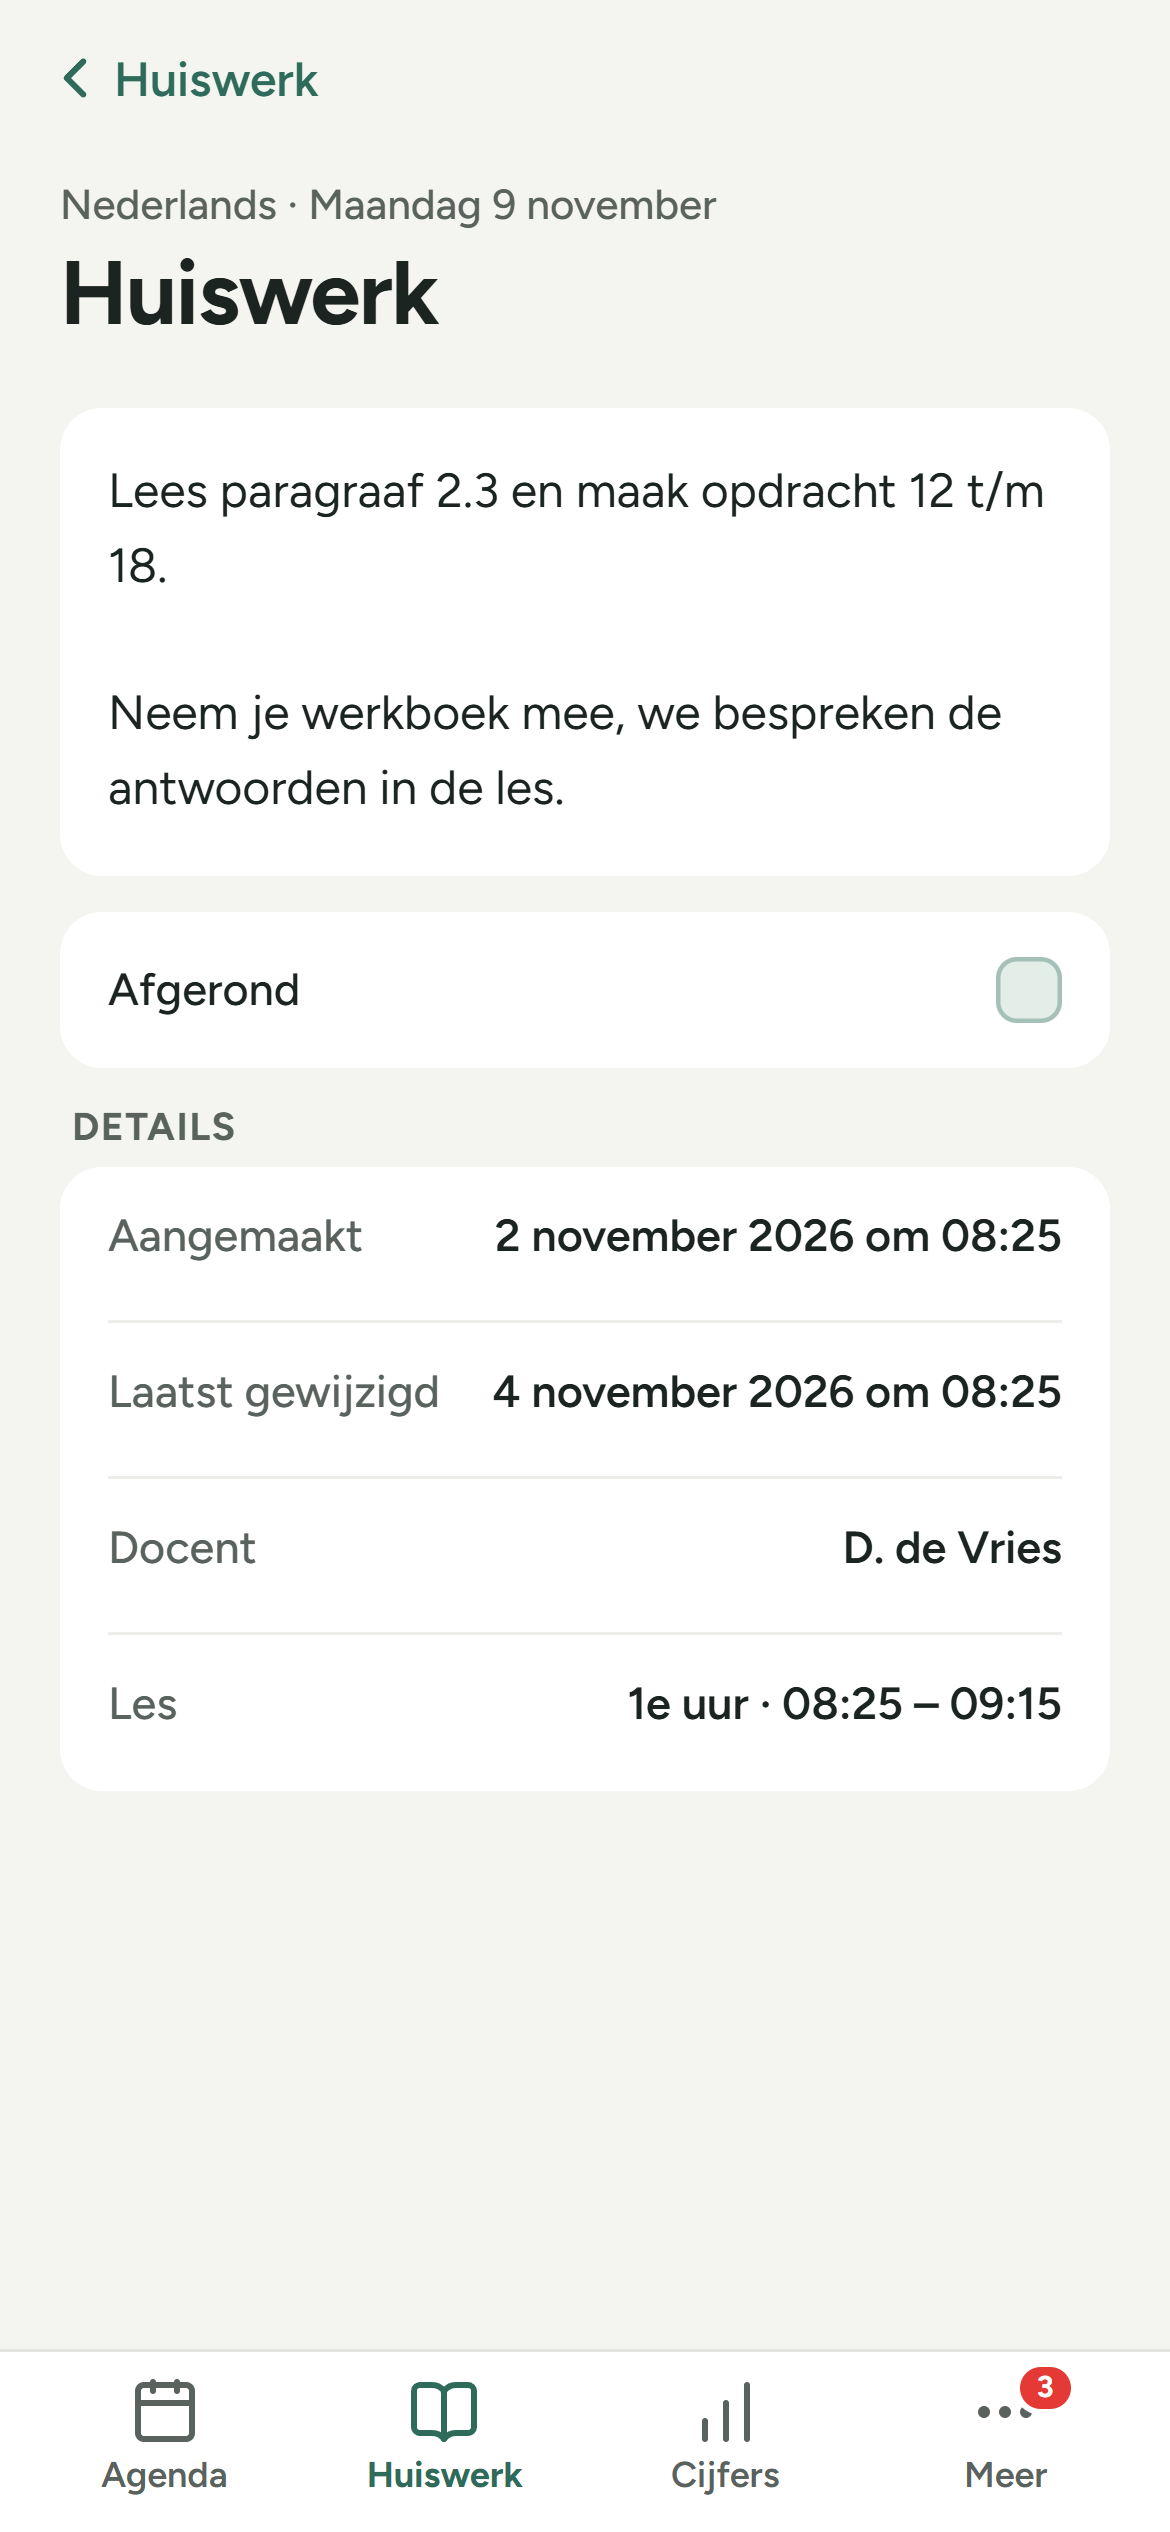 Huiswerk
Nederlands · Maandag 9 november
Huiswerk
Lees paragraaf 2.3 en maak opdracht 12 t/m
18.
Neem je werkboek mee, we bespreken de
antwoorden in de les.
Afgerond
DETAILS
Aangemaakt 2 november 2026 om 08:25
Laatst gewijzigd 4 november 2026 om 08:25
Docent D. de Vries
Les 1e uur · 08:25 – 09:15
3
Agenda Huiswerk Cijfers Meer